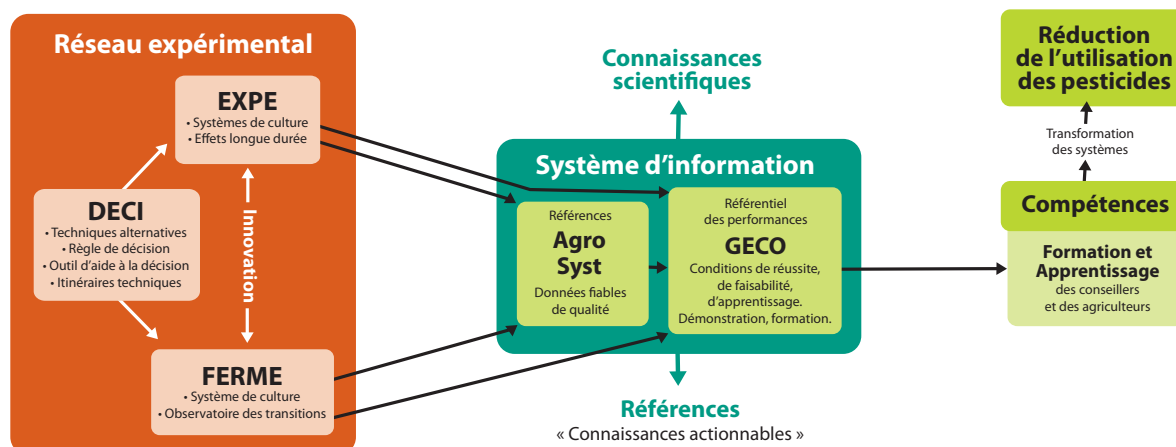 Réseau expérimental
EXPE
• Systèmes de culture
• Effets longue durée
DECI
• Techniques alternatives
• Règle de décision
• Outil d’aide à la décision
• Itinéraires techniques
Innovation
FERME
• Système de culture
• Observatoire des transitions
Connaissances
scientifiques
Système d’information
Références
Agro
Syst
Données fiables
de qualité
Référentiel
des performances
GECO
Conditions de réussite,
de faisabilité,
d’apprentissage.
Démonstration, formation.
Références
« Connaissances actionnables »
Réduction
de l’utilisation
des pesticides
Transformation
des systèmes
Compétences
Formation et
Apprentissage
des conseillers
et des agriculteurs